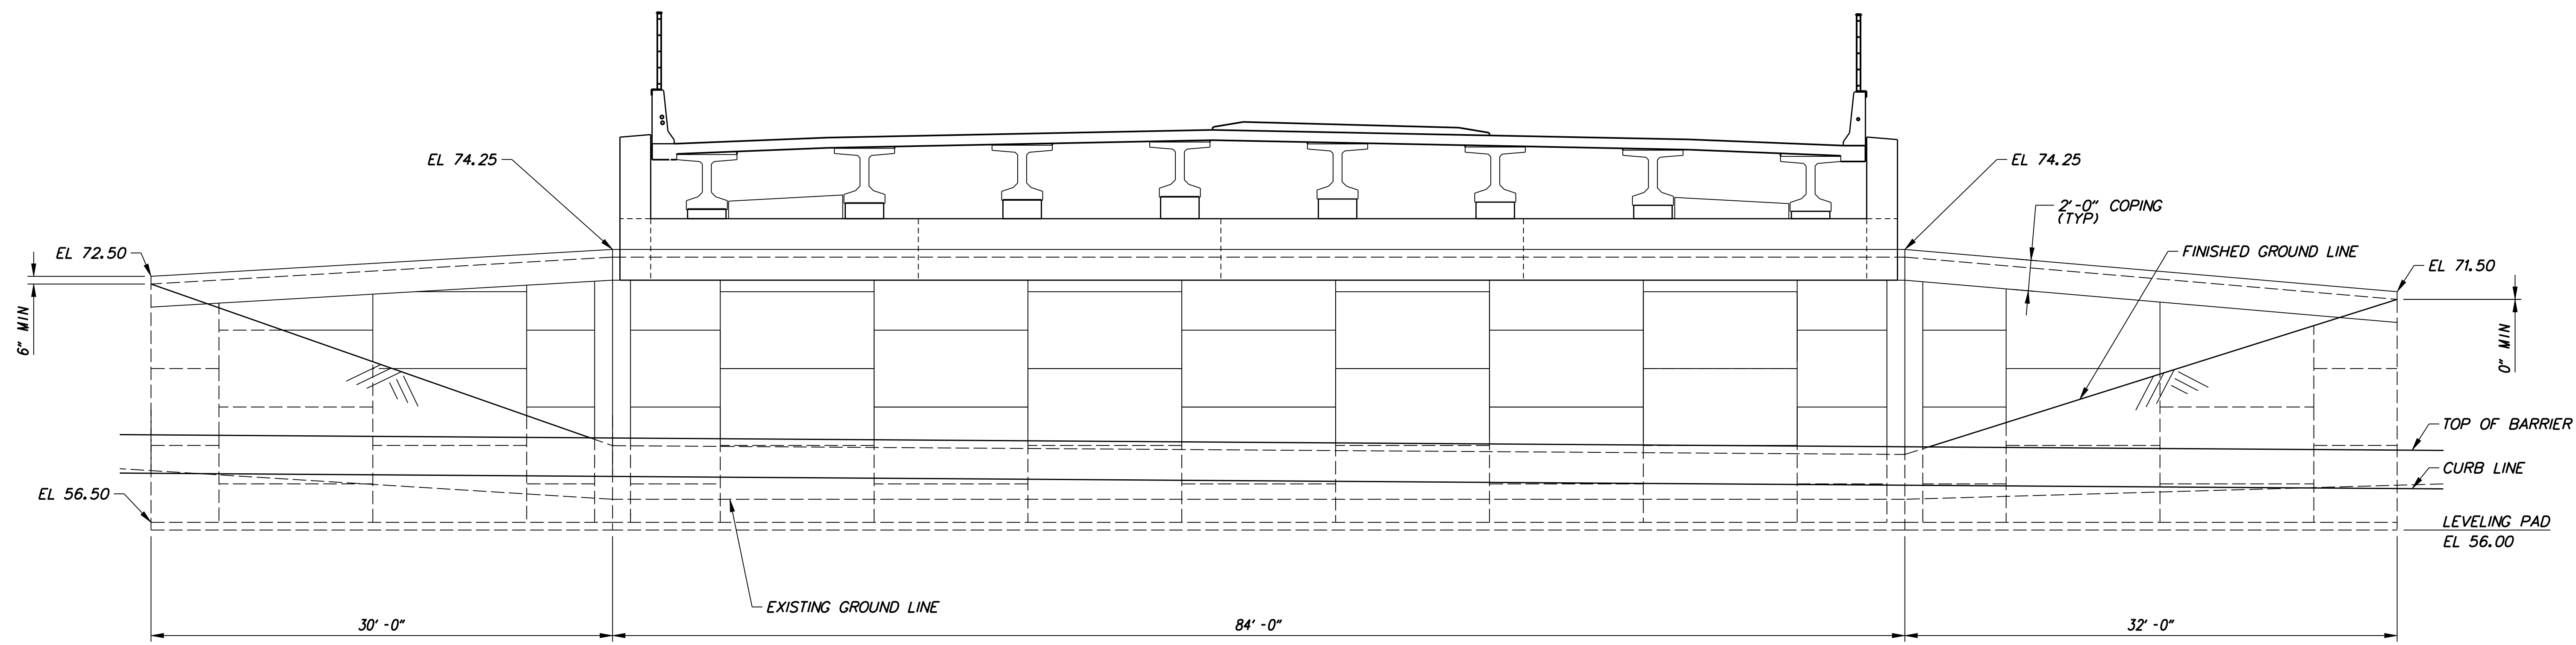 EL 74.25
EL 74.25
2'-0" COPING
(TYP)
EL 72.50
FINISHED GROUND LINE
EL 71.50
6" MIN
0" MIN
TOP OF BARRIER
CURB LINE
EL 56.50
LEVELING PAD
EL 56.00
EXISTING GROUND LINE
30'-0"
84'-0"
32'-0"